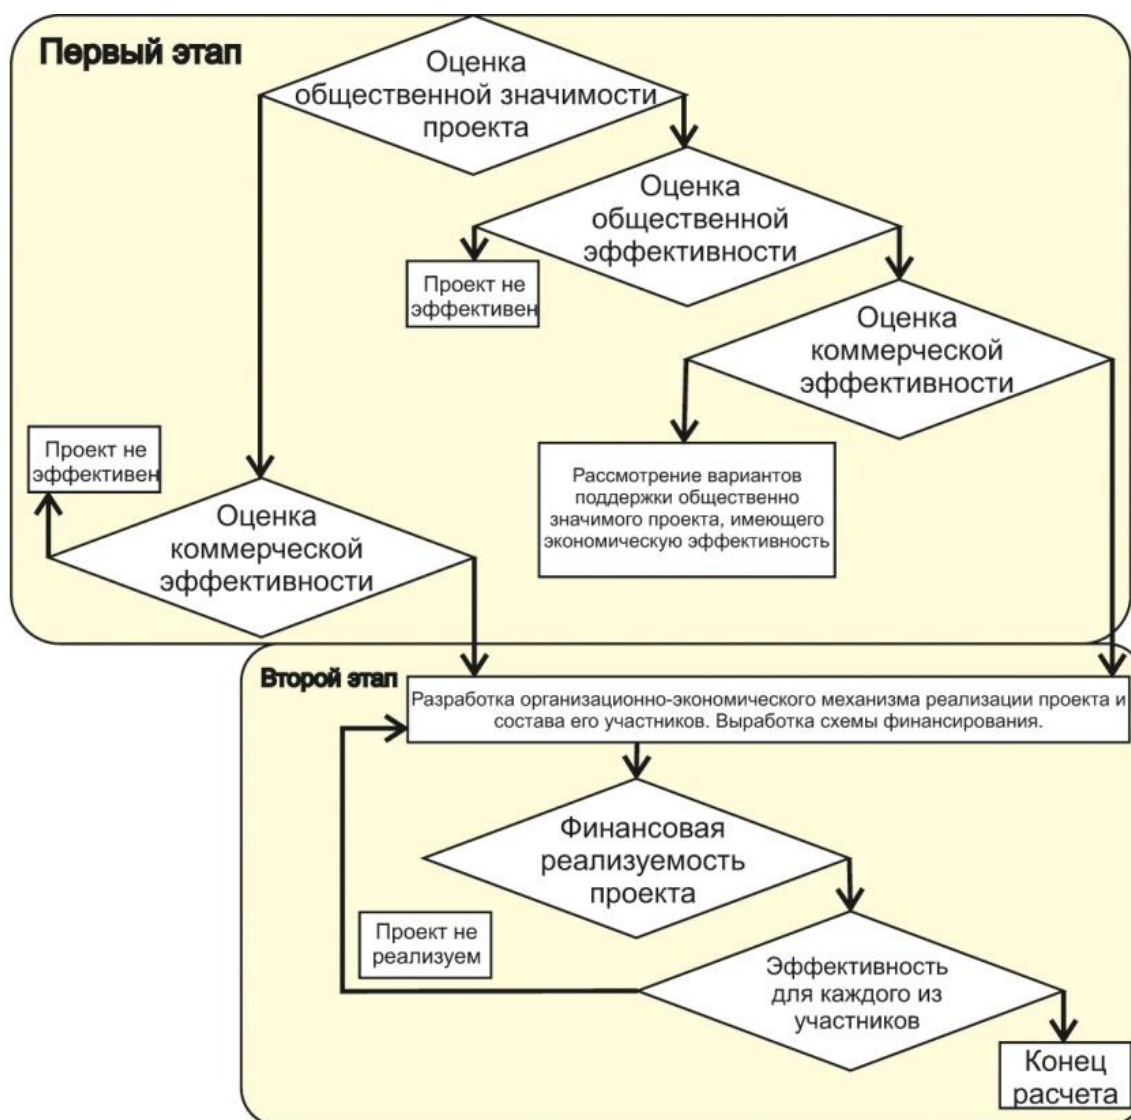 Первый этап
Оценка
общественной значимости
проекта
Оценка
общественной
эффективности
Проект не
эффективен
Оценка
коммерческой
эффективности
Проект не
эффективен
Рассмотрение вариантов
поддержки общественно
значимого проекта, имеющего
экономическую эффективность
Оценка
коммерческой
эффективности
Второй этап
Разработка организационно-экономического механизма реализации проекта и
состава его участников. Выработка схемы финансирования.
Финансовая
реализуемость
проекта
Проект не
реализуем
Эффективность
для каждого из
участников
Конец
расчета